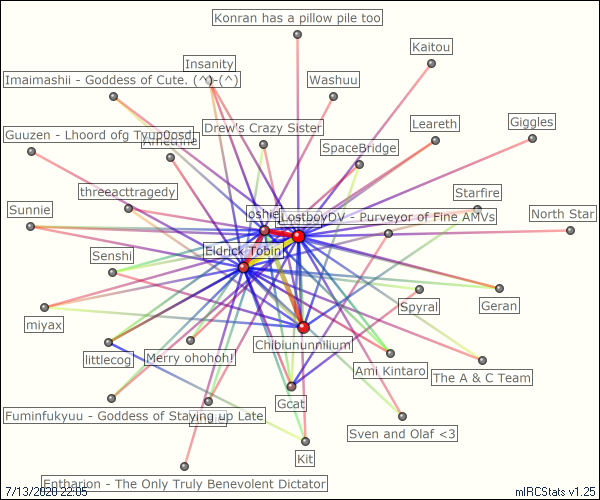 Konran has a pillow pile too
Kaitou
Insanity
Imaimashii - Goddess of Cute. (^)-(^)
Washuu
Drew's Crazy Sister
Leareth
Giggles
Guuzen - Lhoord ofg Tyup0osd
Ametrine
SpaceBridge
threeacttragedy
Starfire
Sunnie
Joshie
LostboyDV - Purveyor of Fine AMVs
North Star
Senshi
Eldrick Tobin
Spyral
Geran
miyax
Chibiununnilium
littlecog
Merry ohohoh!
Ami Kintaro
The A & C Team
Gcat
Fuminfukyuu - Goddess of Staying up Late
Sven and Olaf <3
Kit
Entharion - The Only Truly Benevolent Dictator
7/13/2020 22:05
mIRCStats v1.25